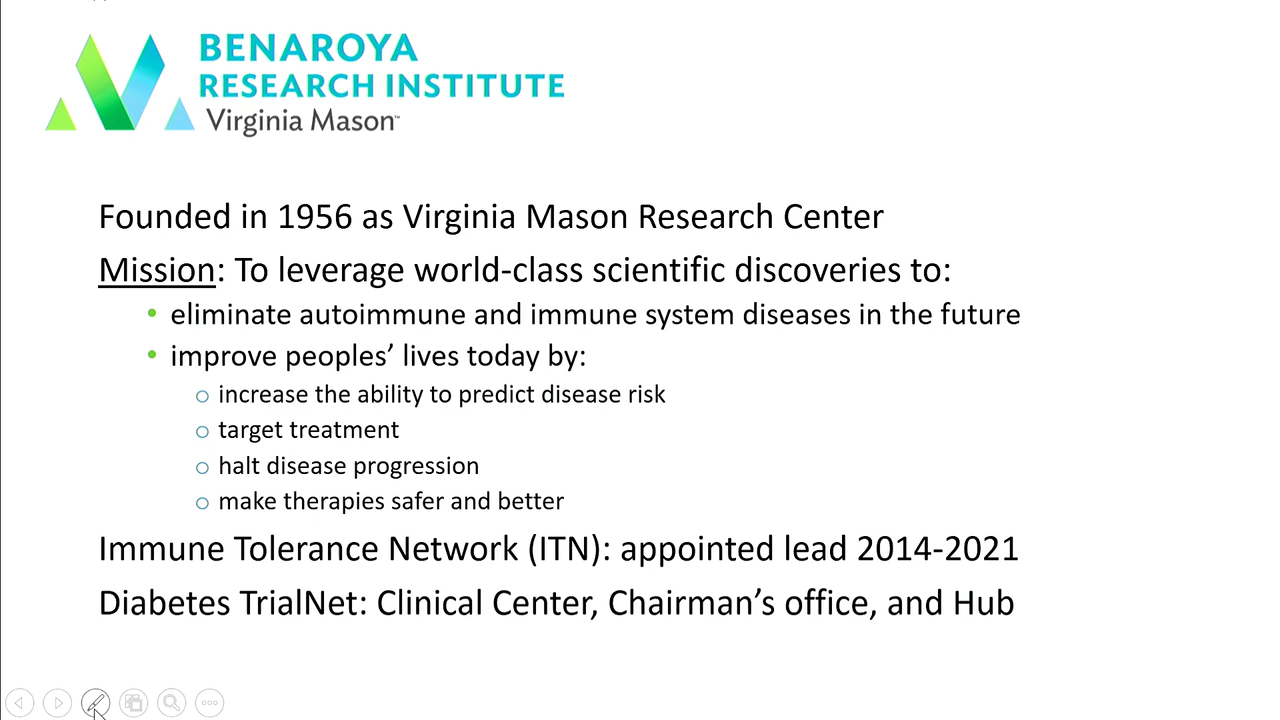 BENAROYA
RESEARCH INSTITUTE
Virginia Mason™
Founded in 1956 as Virginia Mason Research Center
Mission: To leverage world-class scientific discoveries to:
• eliminate autoimmune and immune system diseases in the future
• improve peoples’ lives today by:
○ increase the ability to predict disease risk
○ target treatment
○ halt disease progression
○ make therapies safer and better
Immune Tolerance Network (ITN): appointed lead 2014-2021
Diabetes TrialNet: Clinical Center, Chairman’s office, and Hub